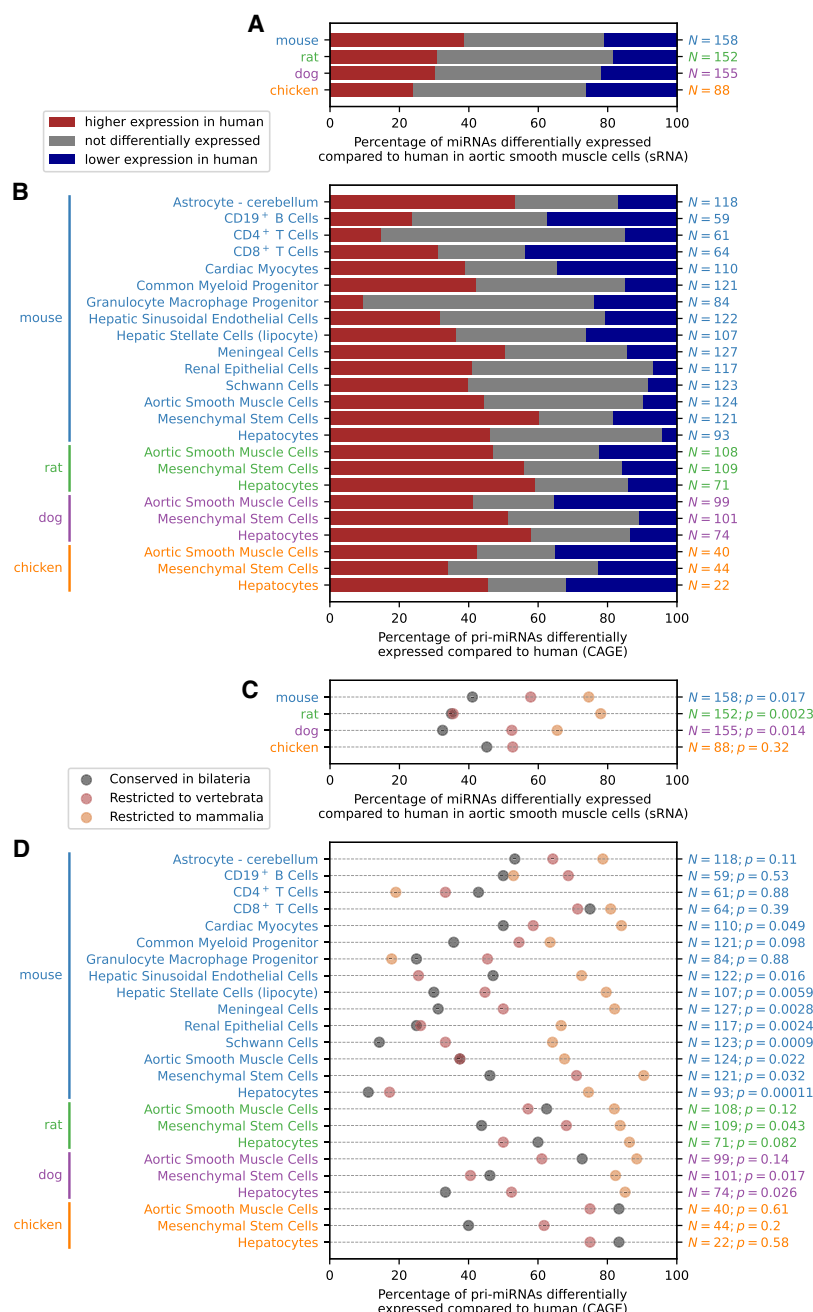 A
mouse N = 158
rat N = 152
dog N = 155
chicken N = 88
0 20 40 60 80 100
higher expression in human
not differentially expressed
lower expression in human
Percentage of miRNAs differentially expressed
compared to human in aortic smooth muscle cells (sRNA)
B
Astrocyte - cerebellum N = 118
CD19⁺ B Cells N = 59
CD4⁺ T Cells N = 61
CD8⁺ T Cells N = 64
Cardiac Myocytes N = 110
Common Myeloid Progenitor N = 121
Granulocyte Macrophage Progenitor N = 84
mouse Hepatic Sinusoidal Endothelial Cells N = 122
Hepatic Stellate Cells (lipocyte) N = 107
Meningeal Cells N = 127
Renal Epithelial Cells N = 117
Schwann Cells N = 123
Aortic Smooth Muscle Cells N = 124
Mesenchymal Stem Cells N = 121
Hepatocytes N = 93
Aortic Smooth Muscle Cells N = 108
rat Mesenchymal Stem Cells N = 109
Hepatocytes N = 71
Aortic Smooth Muscle Cells N = 99
dog Mesenchymal Stem Cells N = 101
Hepatocytes N = 74
Aortic Smooth Muscle Cells N = 40
chicken Mesenchymal Stem Cells N = 44
Hepatocytes N = 22
0 20 40 60 80 100
Percentage of pri-miRNAs differentially
expressed compared to human (CAGE)
C
mouse N = 158; p = 0.017
rat N = 152; p = 0.0023
dog N = 155; p = 0.014
chicken N = 88; p = 0.32
0 20 40 60 80 100
Conserved in bilateria
Restricted to vertebrata
Restricted to mammalia
Percentage of miRNAs differentially expressed
compared to human in aortic smooth muscle cells (sRNA)
D
Astrocyte - cerebellum N = 118; p = 0.11
CD19⁺ B Cells N = 59; p = 0.53
CD4⁺ T Cells N = 61; p = 0.88
CD8⁺ T Cells N = 64; p = 0.39
Cardiac Myocytes N = 110; p = 0.049
Common Myeloid Progenitor N = 121; p = 0.098
Granulocyte Macrophage Progenitor N = 84; p = 0.88
mouse Hepatic Sinusoidal Endothelial Cells N = 122; p = 0.016
Hepatic Stellate Cells (lipocyte) N = 107; p = 0.0059
Meningeal Cells N = 127; p = 0.0028
Renal Epithelial Cells N = 117; p = 0.0024
Schwann Cells N = 123; p = 0.0009
Aortic Smooth Muscle Cells N = 124; p = 0.022
Mesenchymal Stem Cells N = 121; p = 0.032
Hepatocytes N = 93; p = 0.00011
Aortic Smooth Muscle Cells N = 108; p = 0.12
rat Mesenchymal Stem Cells N = 109; p = 0.043
Hepatocytes N = 71; p = 0.082
Aortic Smooth Muscle Cells N = 99; p = 0.14
dog Mesenchymal Stem Cells N = 101; p = 0.017
Hepatocytes N = 74; p = 0.026
Aortic Smooth Muscle Cells N = 40; p = 0.61
chicken Mesenchymal Stem Cells N = 44; p = 0.2
Hepatocytes N = 22; p = 0.58
0 20 40 60 80 100
Percentage of pri-miRNAs differentially
expressed compared to human (CAGE)